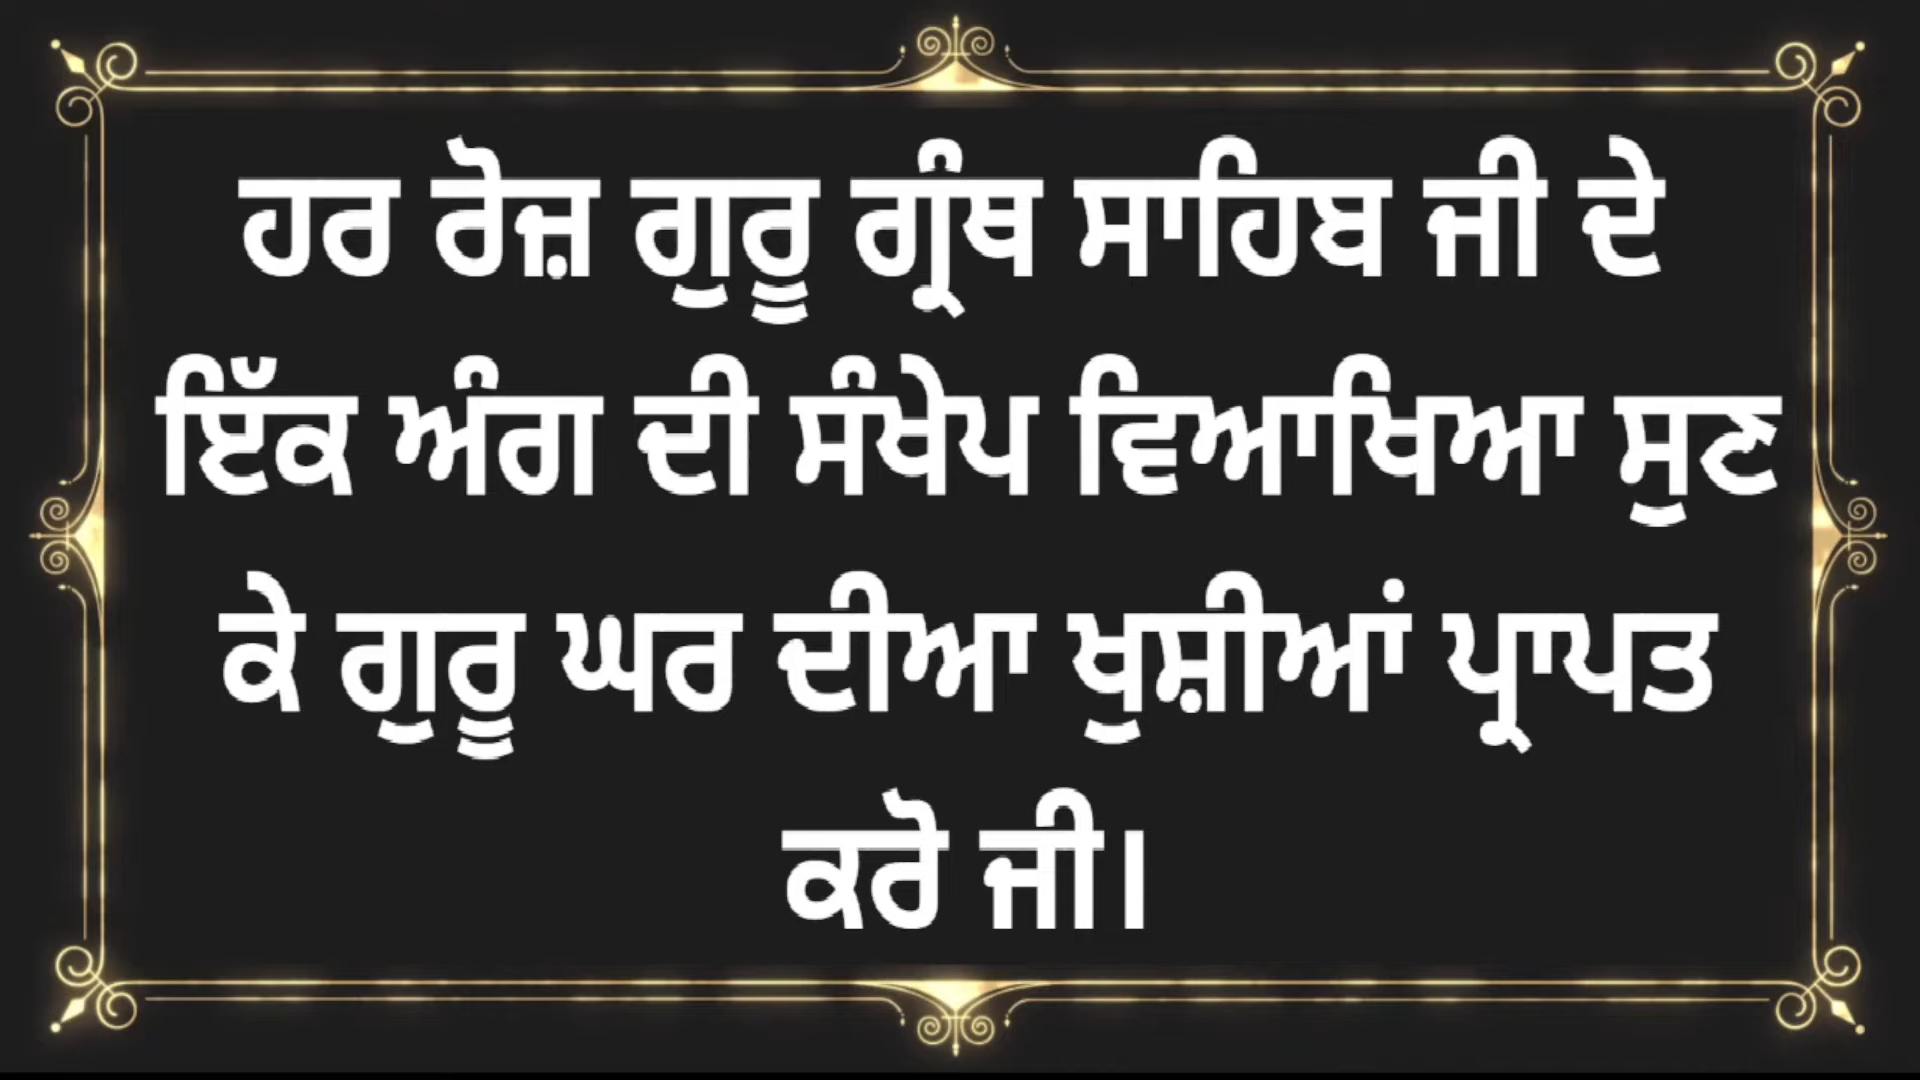 ਹਰ ਰੋਜ਼ ਗੁਰੂ ਗ੍ਰੰਥ ਸਾਹਿਬ ਜੀ ਦੇ
ਇੱਕ ਅੰਗ ਦੀ ਸੰਖੇਪ ਵਿਆਖਿਆ ਸੁਣ
ਕੇ ਗੁਰੂ ਘਰ ਦੀਆ ਖੁਸ਼ੀਆਂ ਪ੍ਰਾਪਤ
ਕਰੋ ਜੀ।